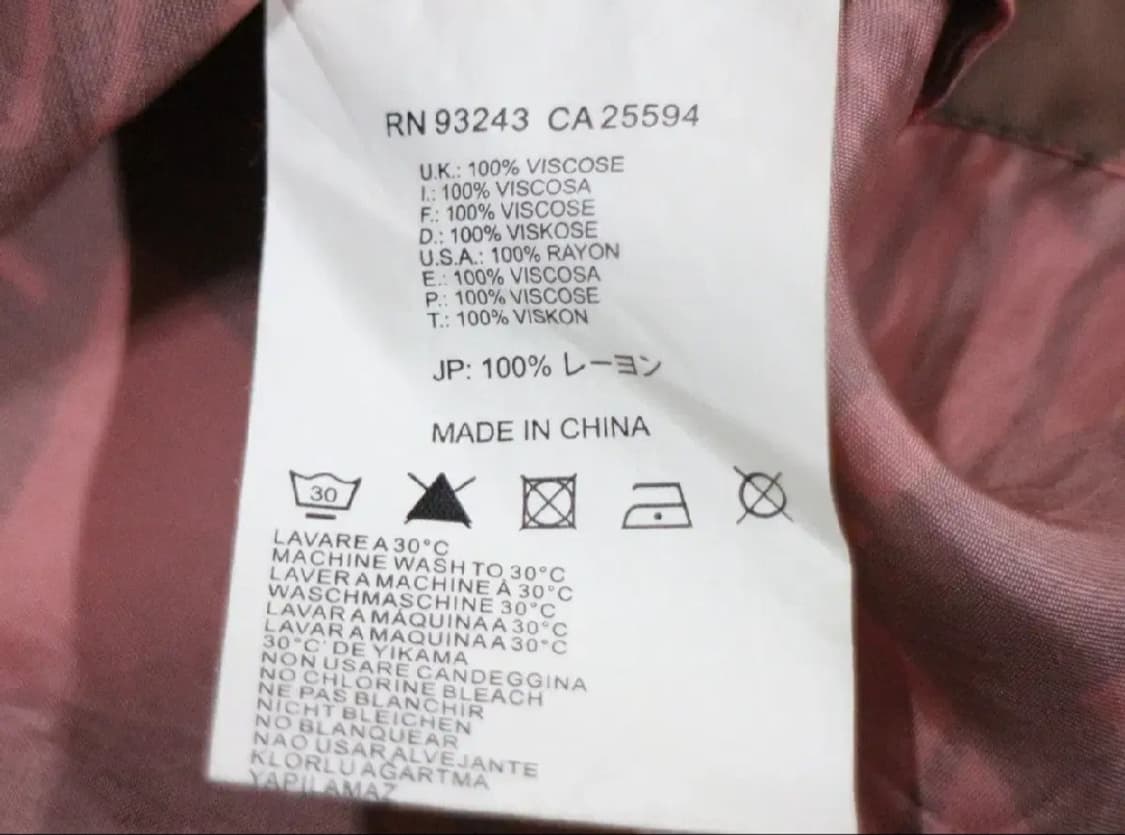 RN 93243 CA 25594
U.K.: 100% VISCOSE
I.: 100% VISCOSA
F.: 100% VISCOSE
D.: 100% VISKOSE
U.S.A.: 100% RAYON
E.: 100% VISCOSA
P.: 100% VISCOSE
T.: 100% VISKON
JP: 100% レーヨン
MADE IN CHINA
30
LAVARE A 30°C
MACHINE WASH TO 30°C
LAVER A MACHINE À 30°C
WASCHMASCHINE 30°C
LAVAR A MÁQUINA A 30°C
LAVAR A MAQUINA A 30°C
30°C' DE YIKAMA
NON USARE CANDEGGINA
NO CHLORINE BLEACH
NE PAS BLANCHIR
NICHT BLEICHEN
NO BLANQUEAR
NAO USAR ALVEJANTE
KLORLU AĞARTMA
YAPILAMAZ